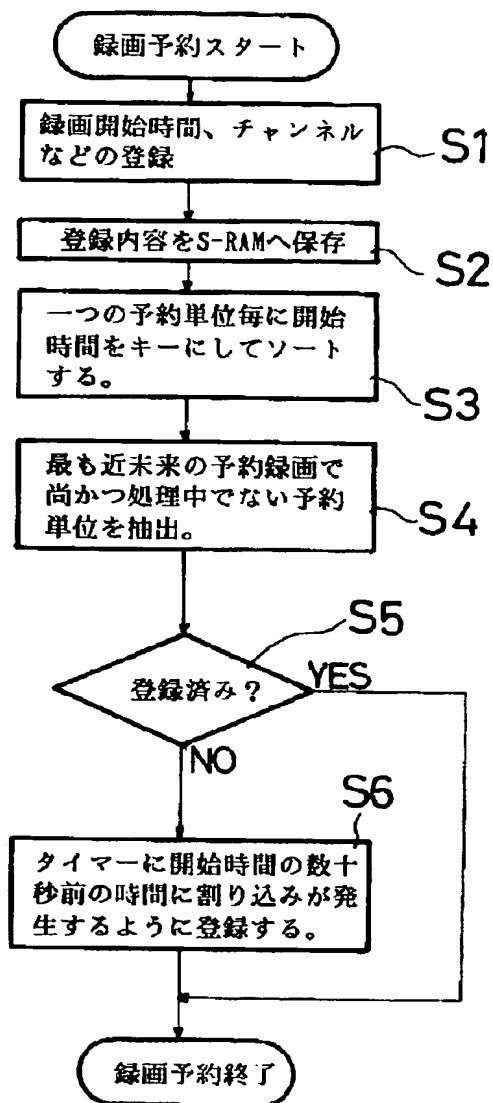 録画予約スタート
録画開始時間、チャンネル
などの登録
S1
登録内容をS-RAMへ保存
S2
一つの予約単位毎に開始
時間をキーにしてソート
する。
S3
最も近未来の予約録画で
尚かつ処理中でない予約
単位を抽出。
S4
S5
登録済み？
YES
NO
S6
タイマーに開始時間の数十
秒前の時間に割り込みが発
生するように登録する。
録画予約終了